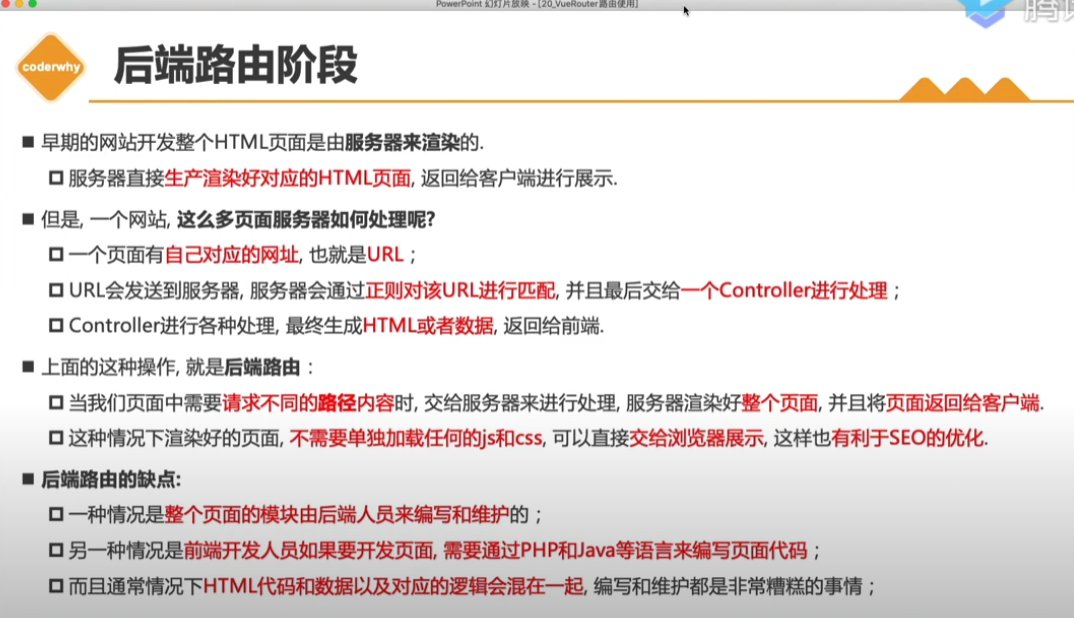 PowerPoint 幻灯片放映 - [20_VueRouter路由使用]
腾讯
coderwhy
后端路由阶段
■ 早期的网站开发整个HTML页面是由服务器来渲染的.
□ 服务器直接生产渲染好对应的HTML页面, 返回给客户端进行展示.
■ 但是, 一个网站, 这么多页面服务器如何处理呢?
□ 一个页面有自己对应的网址, 也就是URL；
□ URL会发送到服务器, 服务器会通过正则对该URL进行匹配, 并且最后交给一个Controller进行处理；
□ Controller进行各种处理, 最终生成HTML或者数据, 返回给前端.
■ 上面的这种操作, 就是后端路由：
□ 当我们页面中需要请求不同的路径内容时, 交给服务器来进行处理, 服务器渲染好整个页面, 并且将页面返回给客户端.
□ 这种情况下渲染好的页面, 不需要单独加载任何的js和css, 可以直接交给浏览器展示, 这样也有利于SEO的优化.
■ 后端路由的缺点:
□ 一种情况是整个页面的模块由后端人员来编写和维护的；
□ 另一种情况是前端开发人员如果要开发页面, 需要通过PHP和Java等语言来编写页面代码；
□ 而且通常情况下HTML代码和数据以及对应的逻辑会混在一起, 编写和维护都是非常糟糕的事情；